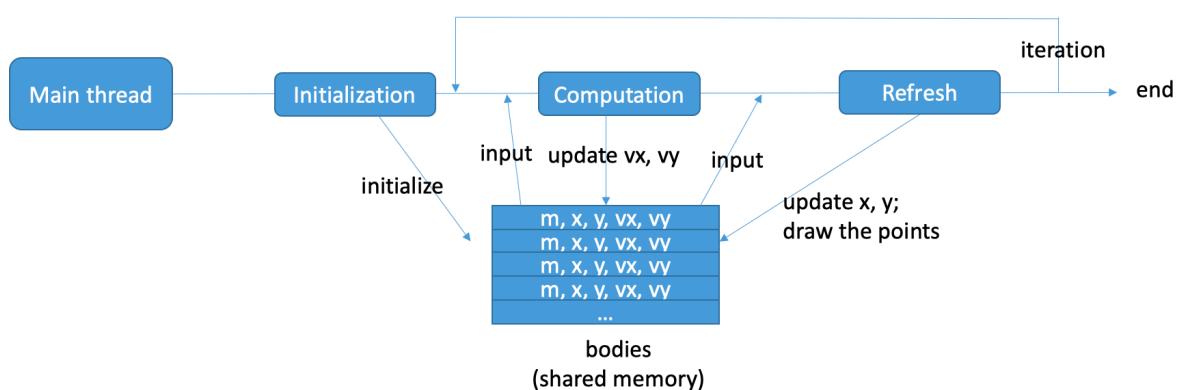 iteration
Main thread
Initialization
Computation
Refresh
end
input
update vx, vy
input
initialize
update x, y;
draw the points
m, x, y, vx, vy
m, x, y, vx, vy
m, x, y, vx, vy
m, x, y, vx, vy
...
bodies
(shared memory)